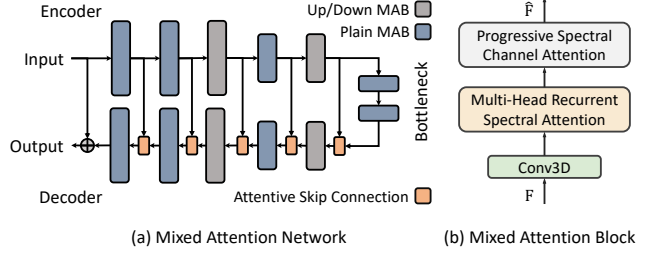 Encoder
Up/Down MAB
Plain MAB
Input
Bottleneck
Output
Decoder
Attentive Skip Connection
(a) Mixed Attention Network
F̂
Progressive Spectral
Channel Attention
Multi-Head Recurrent
Spectral Attention
Conv3D
F
(b) Mixed Attention Block